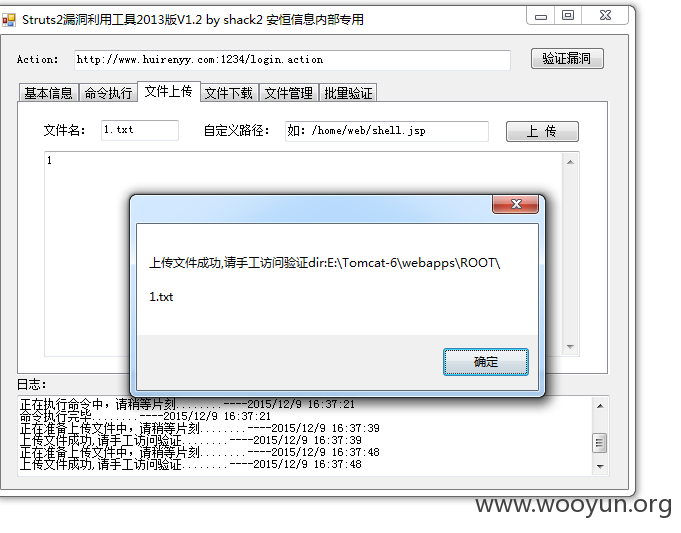 Struts2漏洞利用工具2013版V1.2 by shack2 安恒信息内部专用
Action: http://www.huirenyy.com:1234/login.action 验证漏洞
基本信息 命令执行 文件上传 文件下载 文件管理 批量验证
文件名: 1.txt 自定义路径: 如: /home/web/shell.jsp 上 传
1
上传文件成功,请手工访问验证dir:E:\Tomcat-6\webapps\ROOT\
1.txt
确定
日志:
正在执行命令中, 请稍等片刻........----2015/12/9 16:37:21
命令执行完毕........----2015/12/9 16:37:21
正在准备上传文件中, 请稍等片刻........----2015/12/9 16:37:39
上传文件成功,请手工访问验证........----2015/12/9 16:37:39
正在准备上传文件中, 请稍等片刻........----2015/12/9 16:37:48
上传文件成功,请手工访问验证........----2015/12/9 16:37:48
www.wooyun.org